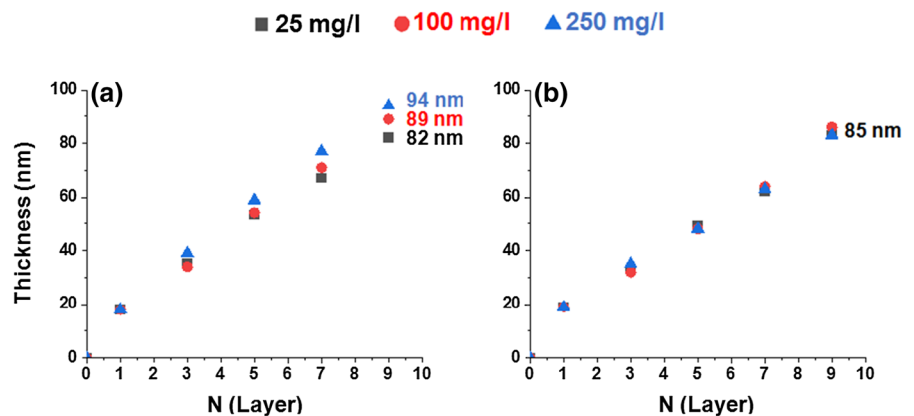 25 mg/l 100 mg/l 250 mg/l
(a)
100
80
60
40
20
0
Thickness (nm)
94 nm
89 nm
82 nm
0 1 2 3 4 5 6 7 8 9 10
N (Layer)
(b)
100
80
60
40
20
0
85 nm
0 1 2 3 4 5 6 7 8 9 10
N (Layer)